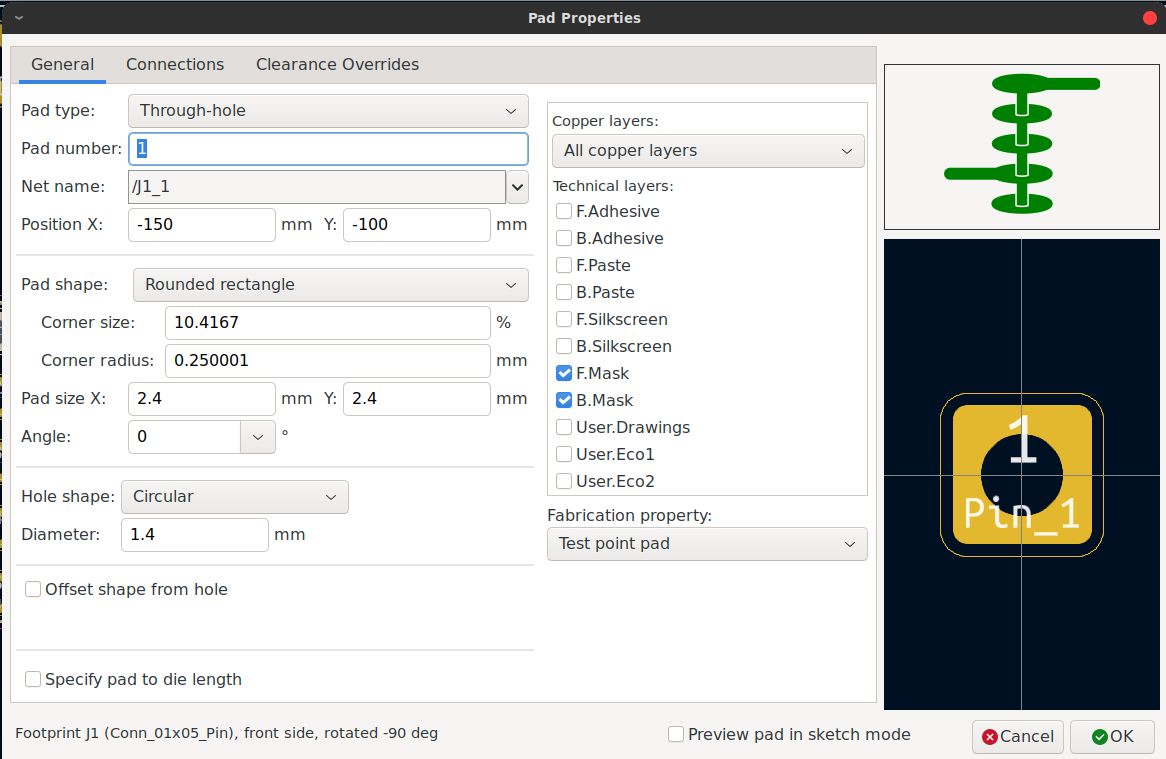 Pad Properties
General Connections Clearance Overrides
Pad type: Through-hole
Pad number: 1
Net name: /J1_1
Position X: -150 mm Y: -100 mm
Pad shape: Rounded rectangle
Corner size: 10.4167 %
Corner radius: 0.250001 mm
Pad size X: 2.4 mm Y: 2.4 mm
Angle: 0 °
Hole shape: Circular
Diameter: 1.4 mm
Offset shape from hole
Specify pad to die length
Copper layers:
All copper layers
Technical layers:
F.Adhesive
B.Adhesive
F.Paste
B.Paste
F.Silkscreen
B.Silkscreen
F.Mask
B.Mask
User.Drawings
User.Eco1
User.Eco2
Fabrication property:
Test point pad
1
Pin_1
Footprint J1 (Conn_01x05_Pin), front side, rotated -90 deg
Preview pad in sketch mode
Cancel OK